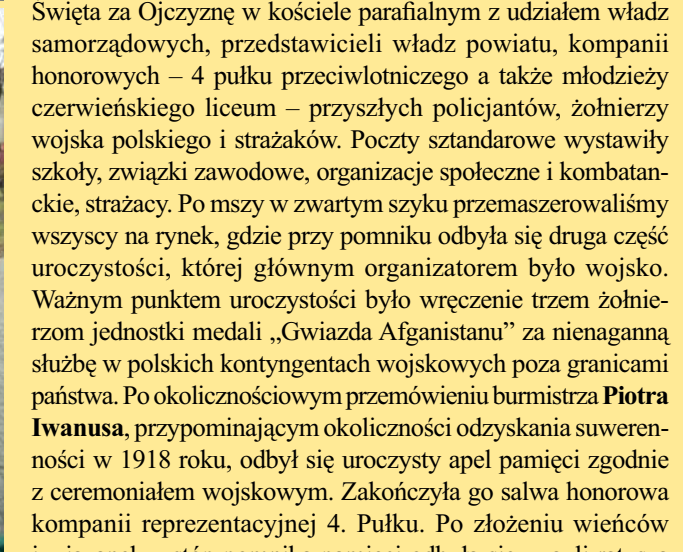 Święta za Ojczyznę w kościele parafialnym z udziałem władz
samorządowych, przedstawicieli władz powiatu, kompanii
honorowych – 4 pułku przeciwlotniczego a także młodzieży
czerwieńskiego liceum – przyszłych policjantów, żołnierzy
wojska polskiego i strażaków. Poczty sztandarowe wystawiły
szkoły, związki zawodowe, organizacje społeczne i kombatan-
ckie, strażacy. Po mszy w zwartym szyku przemaszerowaliśmy
wszyscy na rynek, gdzie przy pomniku odbyła się druga część
uroczystości, której głównym organizatorem było wojsko.
Ważnym punktem uroczystości było wręczenie trzem żołnie-
rzom jednostki medali „Gwiazda Afganistanu” za nienaganną
służbę w polskich kontyngentach wojskowych poza granicami
państwa. Po okolicznościowym przemówieniu burmistrza Piotra
Iwanusa, przypominającym okoliczności odzyskania suweren-
ności w 1918 roku, odbył się uroczysty apel pamięci zgodnie
z ceremoniałem wojskowym. Zakończyła go salwa honorowa
kompanii reprezentacyjnej 4. Pułku. Po złożeniu wieńców